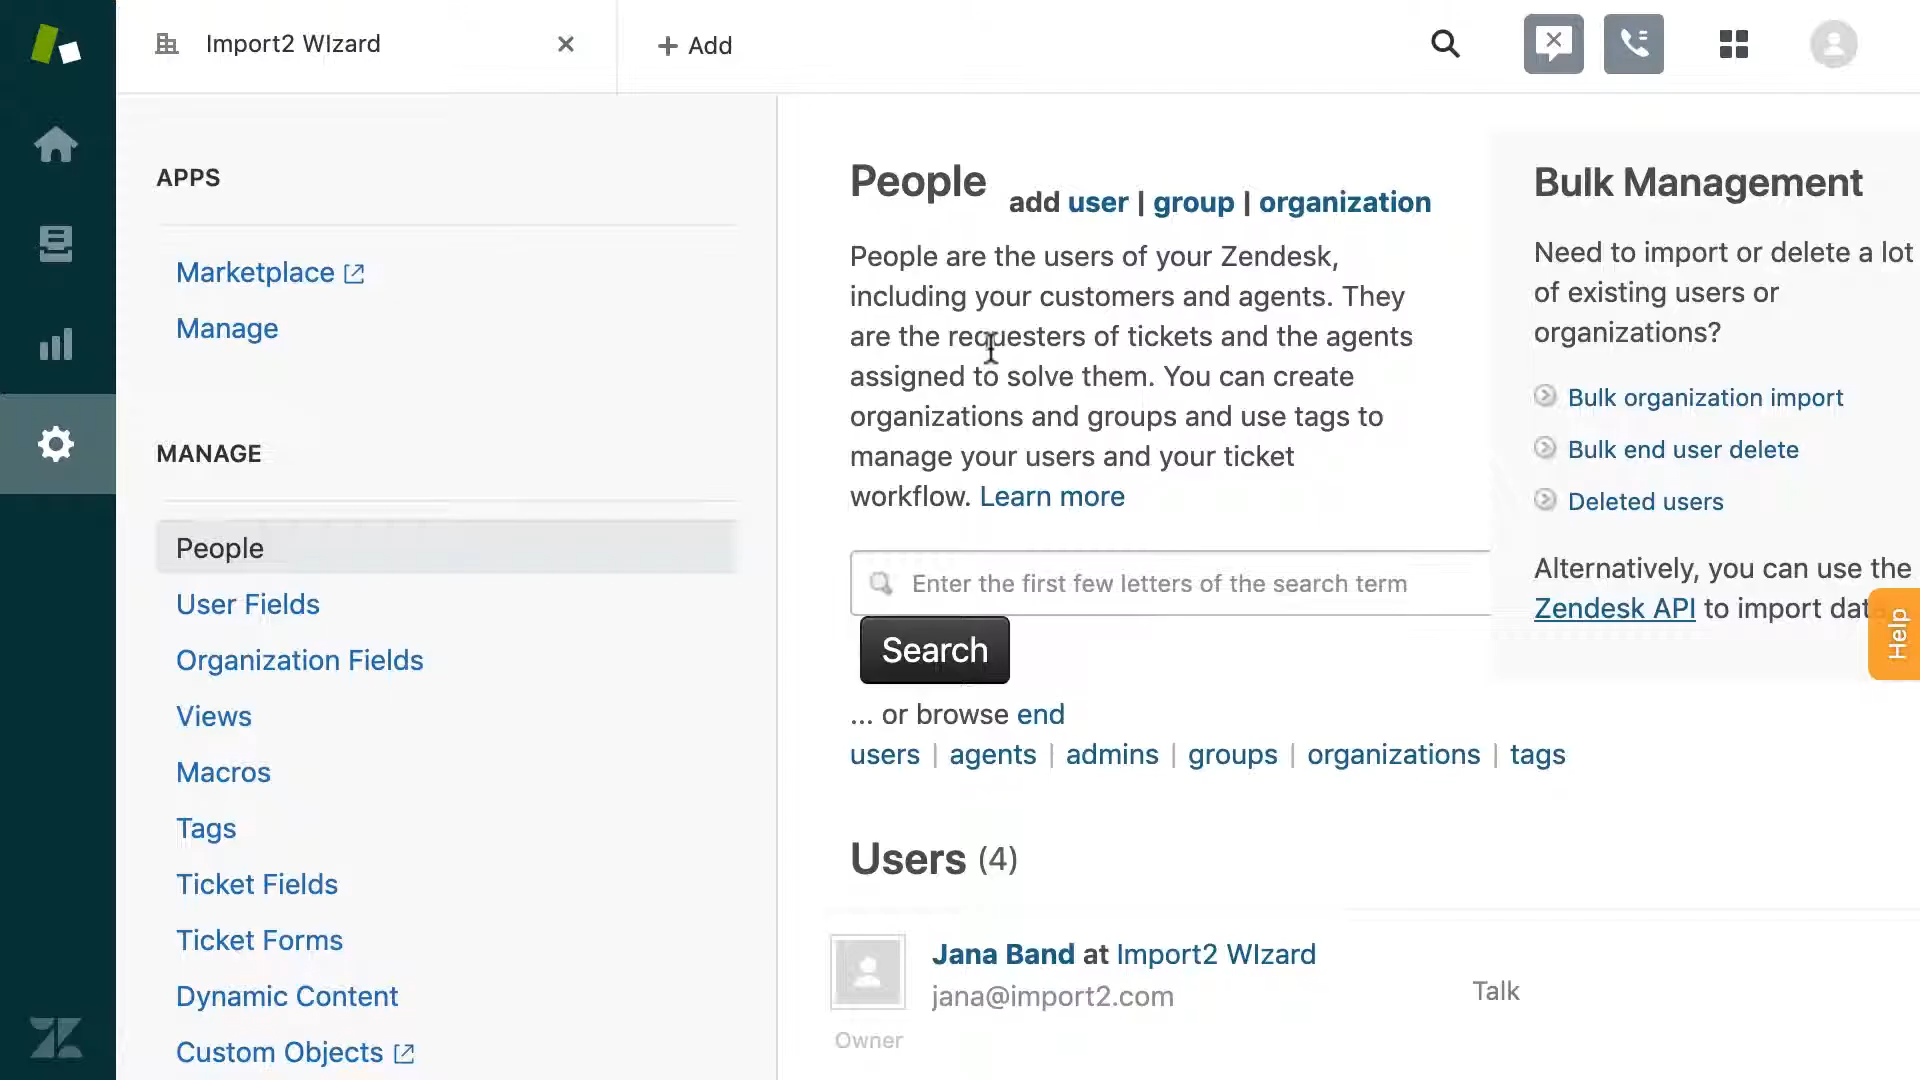 Import2 WIzard
+ Add
APPS
Marketplace
Manage
MANAGE
People
User Fields
Organization Fields
Views
Macros
Tags
Ticket Fields
Ticket Forms
Dynamic Content
Custom Objects
People add user | group | organization
People are the users of your Zendesk,
including your customers and agents. They
are the requesters of tickets and the agents
assigned to solve them. You can create
organizations and groups and use tags to
manage your users and your ticket
workflow. Learn more
Enter the first few letters of the search term
Search
... or browse end
users | agents | admins | groups | organizations | tags
Users (4)
Jana Band at Import2 WIzard
jana@import2.com
Talk
Owner
Bulk Management
Need to import or delete a lot
of existing users or
organizations?
Bulk organization import
Bulk end user delete
Deleted users
Alternatively, you can use the
Zendesk API to import dat
Help